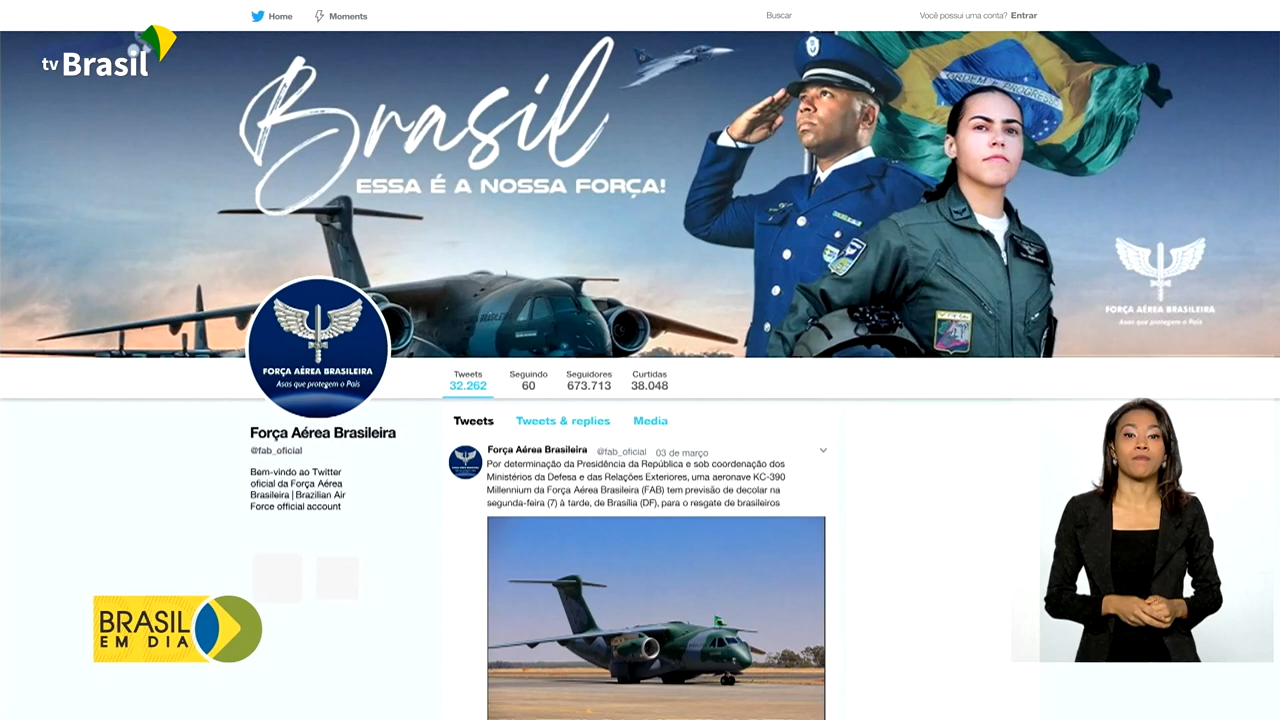 Home
Moments
Buscar
Você possui uma conta? Entrar
tv Brasil
Brasil
ESSA É A NOSSA FORÇA!
ORDEM E PROGRESSO
FORÇA AÉREA BRASILEIRA
Asas que protegem o País
FORÇA AÉREA BRASILEIRA
Asas que protegem o País
Tweets
Seguindo
Seguidores
Curtidas
32.262
60
673.713
38.048
Força Aérea Brasileira
@fab_oficial
Bem-vindo ao Twitter
oficial da Força Aérea
Brasileira | Brazilian Air
Force official account
Tweets
Tweets & replies
Media
Força Aérea Brasileira @fab_oficial 03 de março
Por determinação da Presidência da República e sob coordenação dos
Ministérios da Defesa e das Relações Exteriores, uma aeronave KC-390
Millennium da Força Aérea Brasileira (FAB) tem previsão de decolar na
segunda-feira (7) à tarde, de Brasília (DF), para o resgate de brasileiros
BRASIL
EM DIA